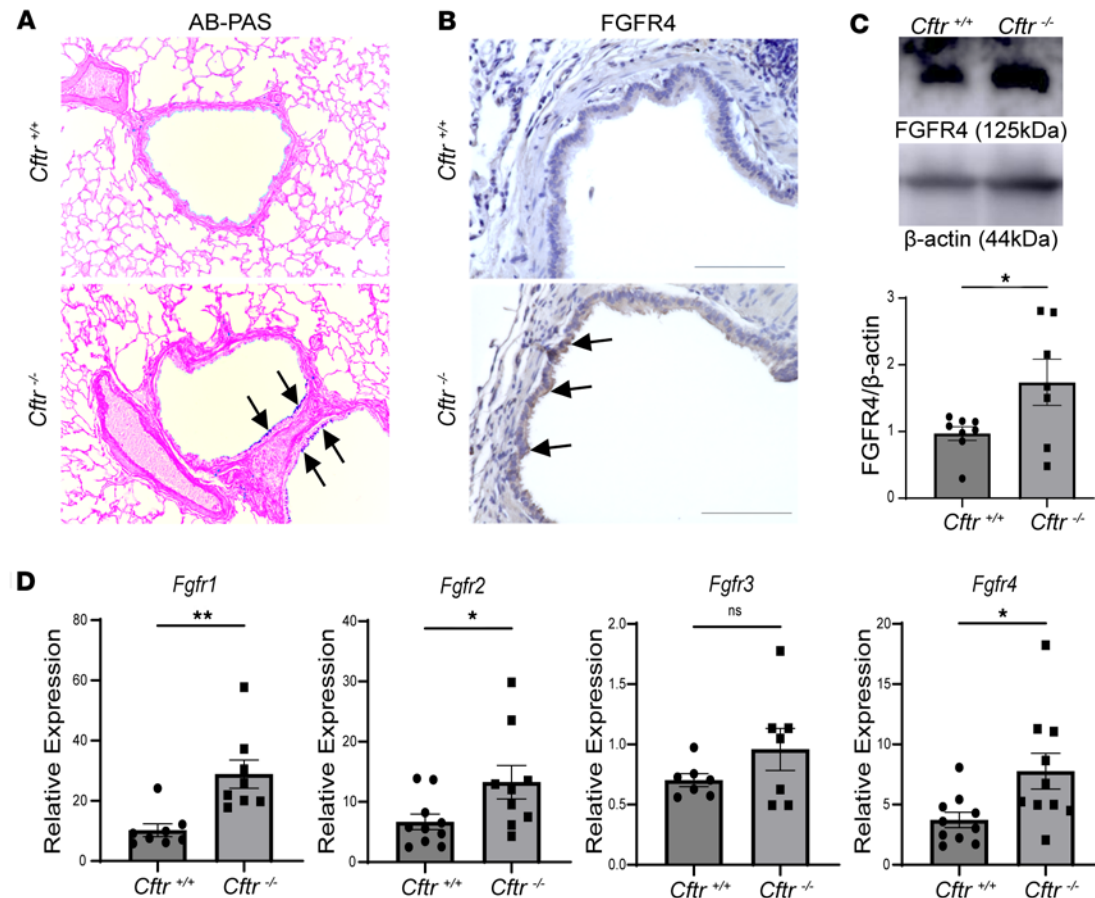 A
AB-PAS
Cftr +/+
Cftr -/-
B
FGFR4
Cftr +/+
Cftr -/-
C
Cftr +/+ Cftr -/-
FGFR4 (125kDa)
β-actin (44kDa)
*
FGFR4/β-actin
3
2
1
0
Cftr +/+ Cftr -/-
D
Fgfr1
**
Relative Expression
80
60
40
20
0
Cftr +/+ Cftr -/-
Fgfr2
*
Relative Expression
40
30
20
10
0
Cftr +/+ Cftr -/-
Fgfr3
ns
Relative Expression
2.0
1.5
1.0
0.5
0.0
Cftr +/+ Cftr -/-
Fgfr4
*
Relative Expression
20
15
10
5
0
Cftr +/+ Cftr -/-